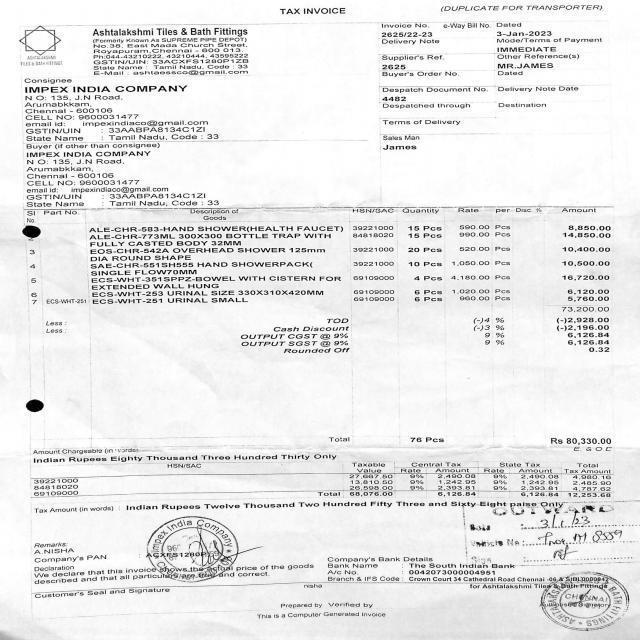 TAX INVOICE
(DUPLICATE FOR TRANSPORTER)
ASHTALAKSHMI
TILES & BATH FITTINGS
Ashtalakshmi Tiles & Bath Fittings
(Formerly Known As SUPREME PIPE DEPOT)
No.38, East Mada Church Street,
Royapuram,Chennai - 600 013.
Ph:044-43210222, 43210444, 43595222
GSTIN/UIN: 33ACXFS1280P1ZB
State Name : Tamil Nadu, Code : 33
E-Mail : ashtaessco@gmail.com
Invoice No. e-Way Bill No. Dated
2625/22-23 3-Jan-2023
Delivery Note Mode/Terms of Payment
IMMEDIATE
Supplier's Ref. Other Reference(s)
2625 MR.JAMES
Buyer's Order No. Dated
Despatch Document No. Delivery Note Date
4482
Despatched through Destination
Terms of Delivery
Sales Man
James
Consignee
IMPEX INDIA COMPANY
N O: 135, J.N Road,
Arumabkkam,
Chennai - 600106
CELL NO: 9600031477
email id: impexindiaco@gmail.com
GSTIN/UIN : 33AABPA8134C1ZI
State Name : Tamil Nadu, Code : 33
Buyer (if other than consignee)
IMPEX INDIA COMPANY
N O: 135, J.N Road,
Arumabkkam,
Chennai - 600106
CELL NO: 9600031477
email id: impexindiaco@gmail.com
GSTIN/UIN : 33AABPA8134C1ZI
State Name : Tamil Nadu, Code : 33
Sl No. Part No. Description of Goods HSN/SAC Quantity Rate per Disc. % Amount
ALE-CHR-583-HAND SHOWER(HEALTH FAUCET) 39221000 15 Pcs 590.00 Pcs 8,850.00
2 ALE-CHR-773ML 300X300 BOTTLE TRAP WITH 84818020 15 Pcs 990.00 Pcs 14,850.00
FULLY CASTED BODY 32MM
3 EOS-CHR-542A OVERHEAD SHOWER 125mm 39221000 20 Pcs 520.00 Pcs 10,400.00
DIA ROUND SHAPE
4 SAE-CHR-551SH555 HAND SHOWERPACK( 39221000 10 Pcs 1,050.00 Pcs 10,500.00
SINGLE FLOW70MM
5 ECS-WHT-351SPPZ-BOWEL WITH CISTERN FOR 69109000 4 Pcs 4,180.00 Pcs 16,720.00
EXTENDED WALL HUNG
6 ECS-WHT-253 URINAL SIZE 330X310X420MM 69109000 6 Pcs 1,020.00 Pcs 6,120.00
7 ECS-WHT-251 ECS-WHT-251 URINAL SMALL 69109000 6 Pcs 960.00 Pcs 5,760.00
73,200.00
Less : TOD (-)4 % (-)2,928.00
Less : Cash Discount (-)3 % (-)2,196.00
OUTPUT CGST @ 9% 9 % 6,126.84
OUTPUT SGST @ 9% 9 % 6,126.84
Rounded Off 0.32
Total 76 Pcs Rs 80,330.00
Amount Chargeable (in words) E. & O.E
Indian Rupees Eighty Thousand Three Hundred Thirty Only
HSN/SAC Taxable Value Central Tax State Tax Total Tax Amount
39221000 27,667.50 9% 2,490.08 9% 2,490.08 4,980.16
84818020 13,810.50 9% 1,242.95 9% 1,242.95 2,485.90
69109000 26,598.00 9% 2,393.81 9% 2,393.81 4,787.62
Total 68,076.00 6,126.84 6,126.84 12,253.68
Tax Amount (in words) : Indian Rupees Twelve Thousand Two Hundred Fifty Three and Sixty Eight paise Only
OUTWARD
3/1/23
Vehicle No :
8559
Impex India Company
Remarks:
A.NISHA
Company's PAN : ACXFS1280P
Declaration
We declare that this invoice shows the actual price of the goods
described and that all particulars are true and correct.
Company's Bank Details
Bank Name : The South Indian Bank
A/c No. : 0042073000004951
Branch & IFS Code : Crown Court 34 Cathedral Road Chennai -86 & SIBL0000042
Customer's Seal and Signature
nisha
for Ashtalakshmi Tiles & Bath Fittings
ASHTALAKSHMI TILES & BATH FITTINGS
CHENNAI
Prepared by Verified by
This is a Computer Generated Invoice